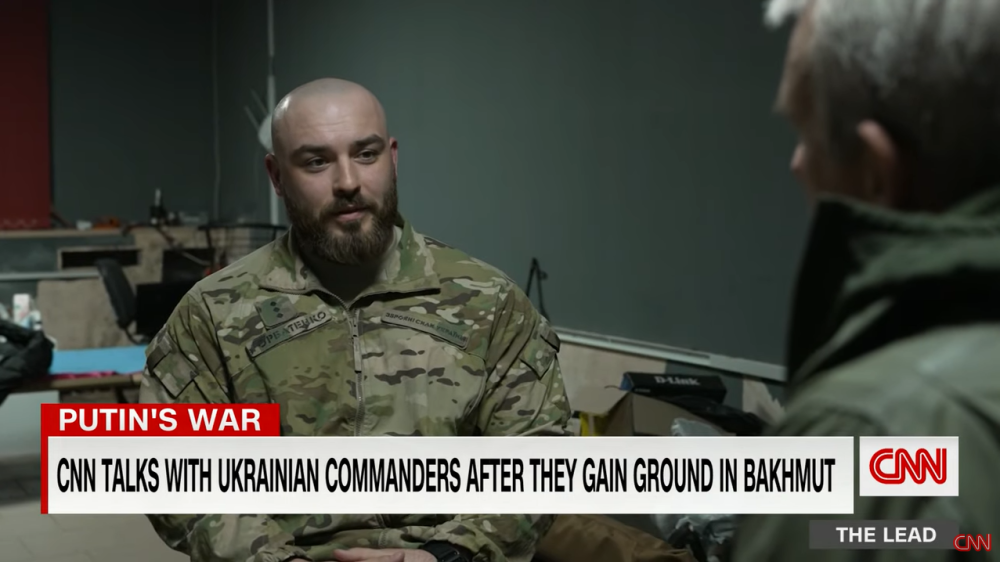 D-Link
PUTIN'S WAR
CNN TALKS WITH UKRAINIAN COMMANDERS AFTER THEY GAIN GROUND IN BAKHMUT
CNN
THE LEAD
CNN